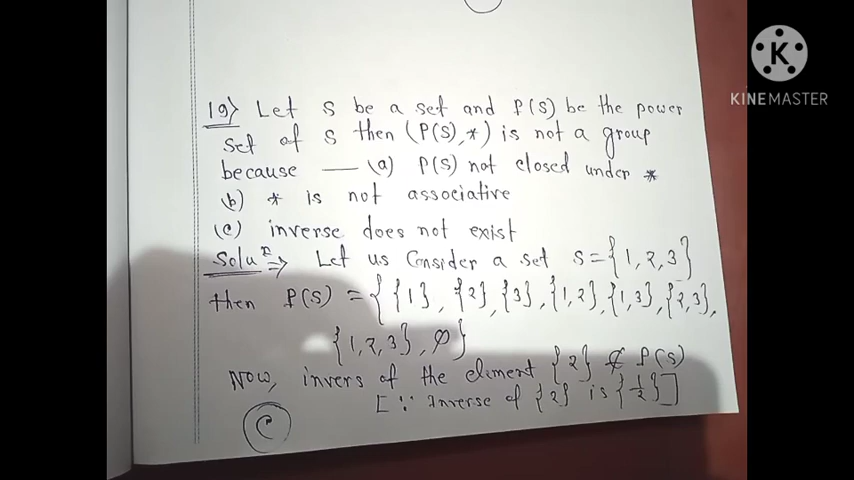 19) Let S be a set and P(S) be the power
set of S then (P(S), *) is not a group
because — (a) P(S) not closed under *
(b) * is not associative
(c) inverse does not exist
Soluⁿ ⇒ Let us Consider a set S = {1, 2, 3}
then P(S) = { {1}, {2}, {3}, {1, 2}, {1, 3}, {2, 3},
{1, 2, 3}, ∅ }
Now, invers of the element {2} ∉ P(S)
[∵ Inverse of {2} is {1/2}]
(C)
K
KINEMASTER